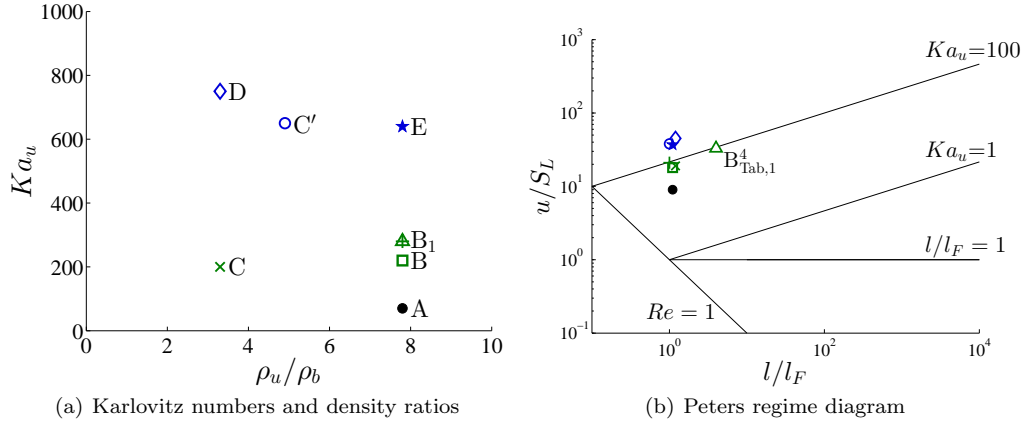 1000
800
600
400
200
0
Ka_u
D
C′
E
B_1
B
C
A
0 2 4 6 8 10
ρ_u/ρ_b
(a) Karlovitz numbers and density ratios
10^3
10^2
10^1
10^0
10^−1
u/S_L
Ka_u=100
B^4_Tab,1
Ka_u=1
l/l_F = 1
Re = 1
10^0 10^2 10^4
l/l_F
(b) Peters regime diagram